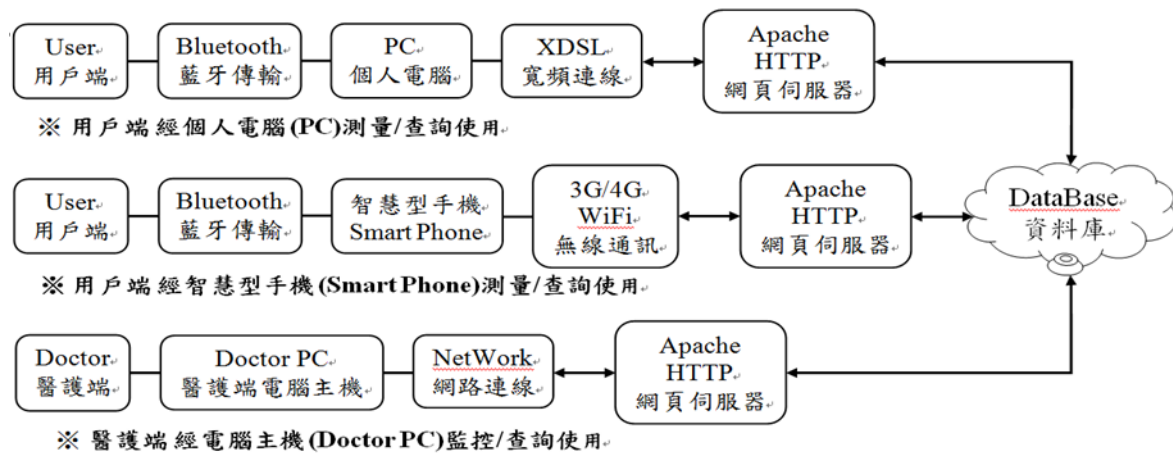 User
用戶端
Bluetooth
藍牙傳輸
PC
個人電腦
XDSL
寬頻連線
Apache
HTTP
網頁伺服器
※ 用戶端經個人電腦(PC)測量/查詢使用
User
用戶端
Bluetooth
藍牙傳輸
智慧型手機
Smart Phone
3G/4G
WiFi
無線通訊
Apache
HTTP
網頁伺服器
DataBase
資料庫
※ 用戶端經智慧型手機(Smart Phone)測量/查詢使用
Doctor
醫護端
Doctor PC
醫護端電腦主機
NetWork
網路連線
Apache
HTTP
網頁伺服器
※ 醫護端經電腦主機(Doctor PC)監控/查詢使用